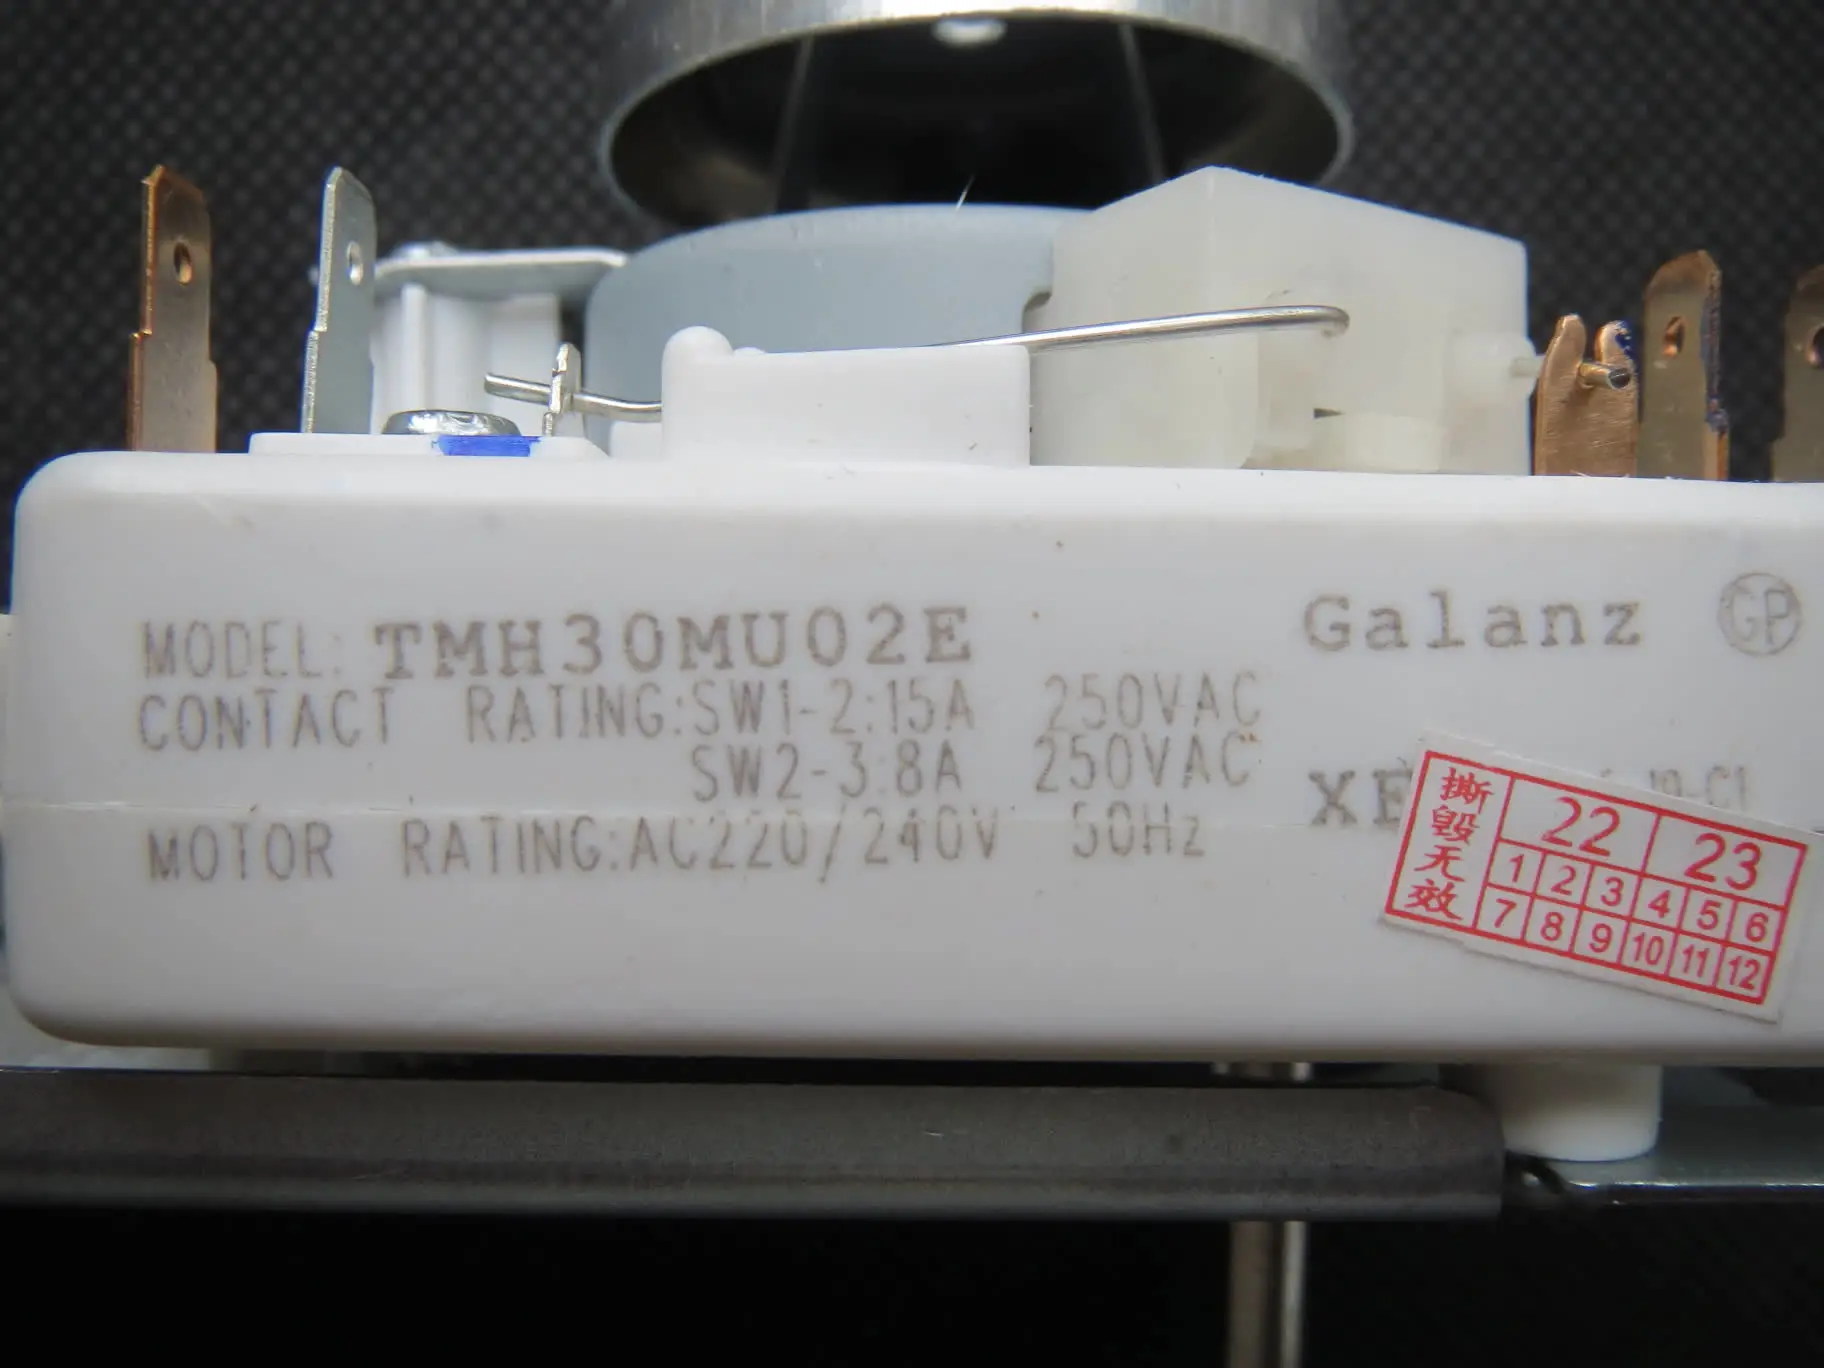 MODEL: TMH30MU02E
CONTACT RATING:SW1-2:15A 250VAC
SW2-3:8A 250VAC
MOTOR RATING:AC220/240V 50Hz
Galanz GP
撕毁无效
22 23
1 2 3 4 5 6
7 8 9 10 11 12